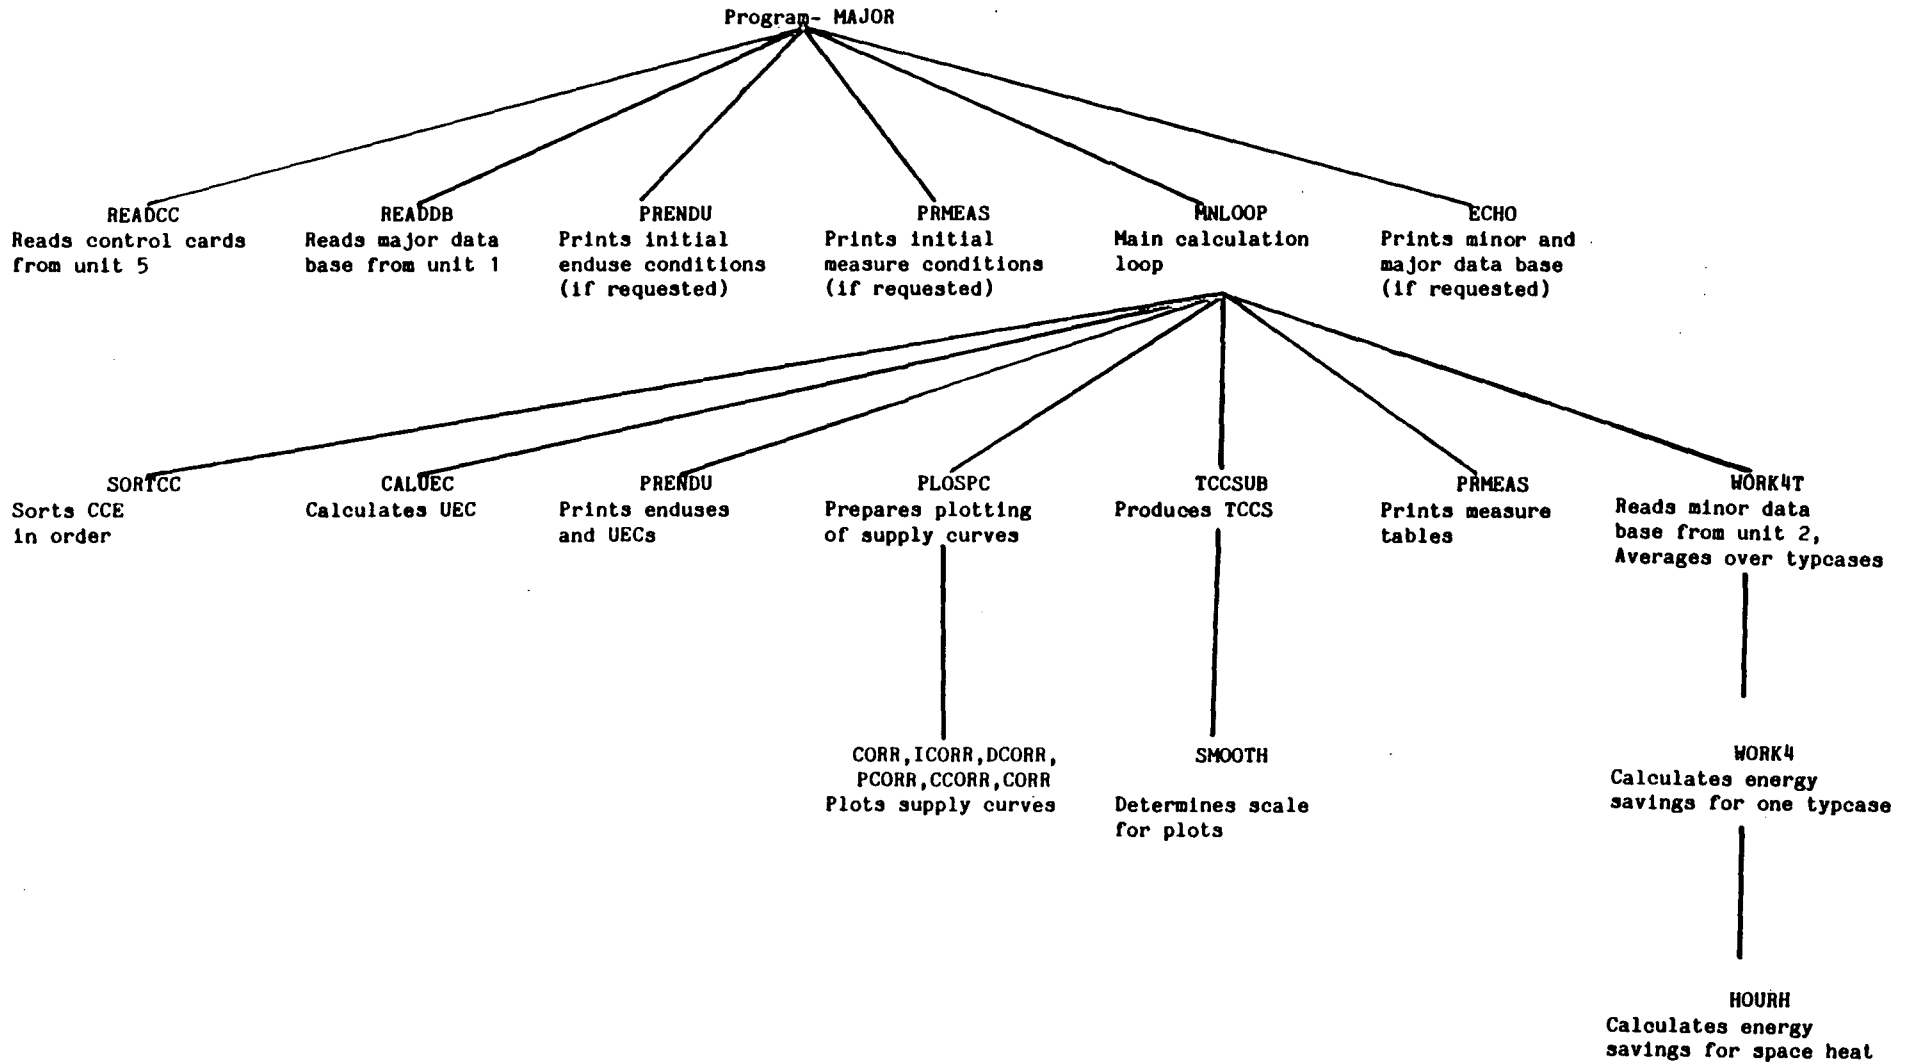 Program- MAJOR
READCC
Reads control cards
from unit 5
READDB
Reads major data
base from unit 1
PRENDU
Prints initial
enduse conditions
(if requested)
PRMEAS
Prints initial
measure conditions
(if requested)
MNLOOP
Main calculation
loop
ECHO
Prints minor and
major data base
(if requested)
SORTCC
Sorts CCE
in order
CALUEC
Calculates UEC
PRENDU
Prints enduses
and UECs
PLOSPC
Prepares plotting
of supply curves
TCCSUB
Produces TCCS
PRMEAS
Prints measure
tables
WORK4T
Reads minor data
base from unit 2,
Averages over typcases
CORR,ICORR,DCORR,
PCORR,CCORR,CORR
Plots supply curves
SMOOTH
Determines scale
for plots
WORK4
Calculates energy
savings for one typcase
HOURH
Calculates energy
savings for space heat